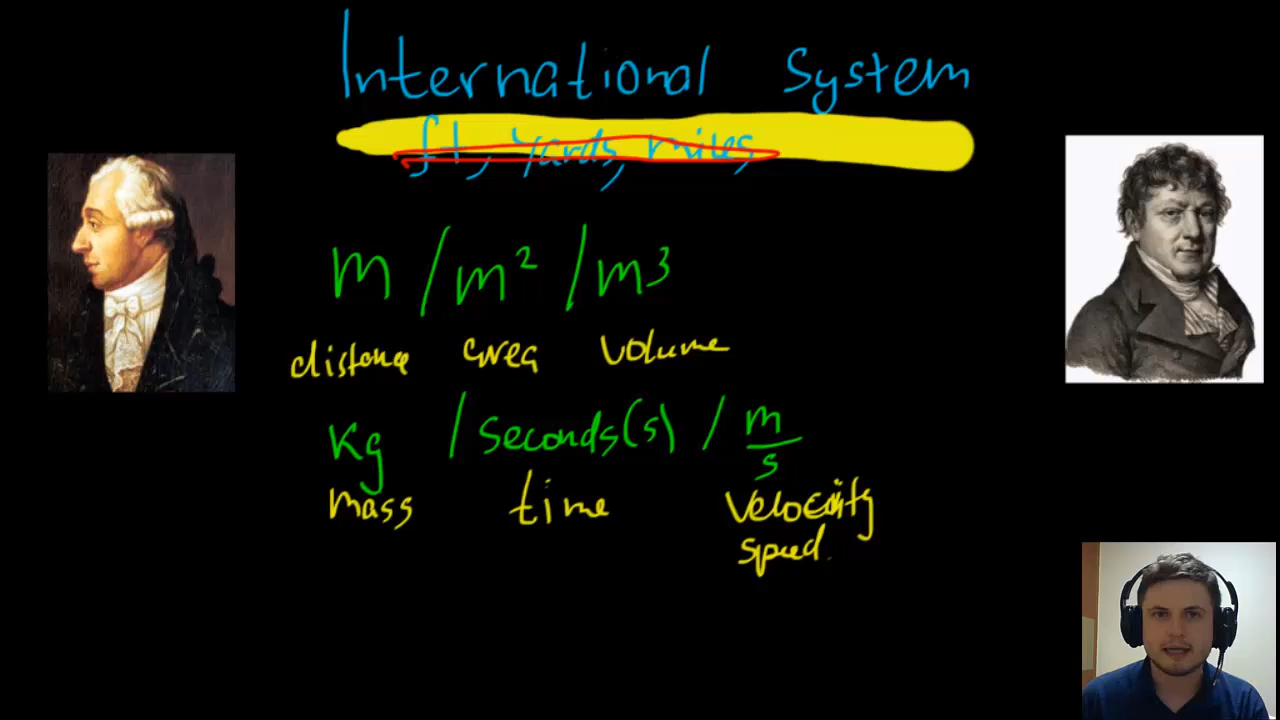 International System
ft, yards, miles,
m / m² / m3
distance area volume
Kg / seconds(s) / m/s
mass time velocity
speed.